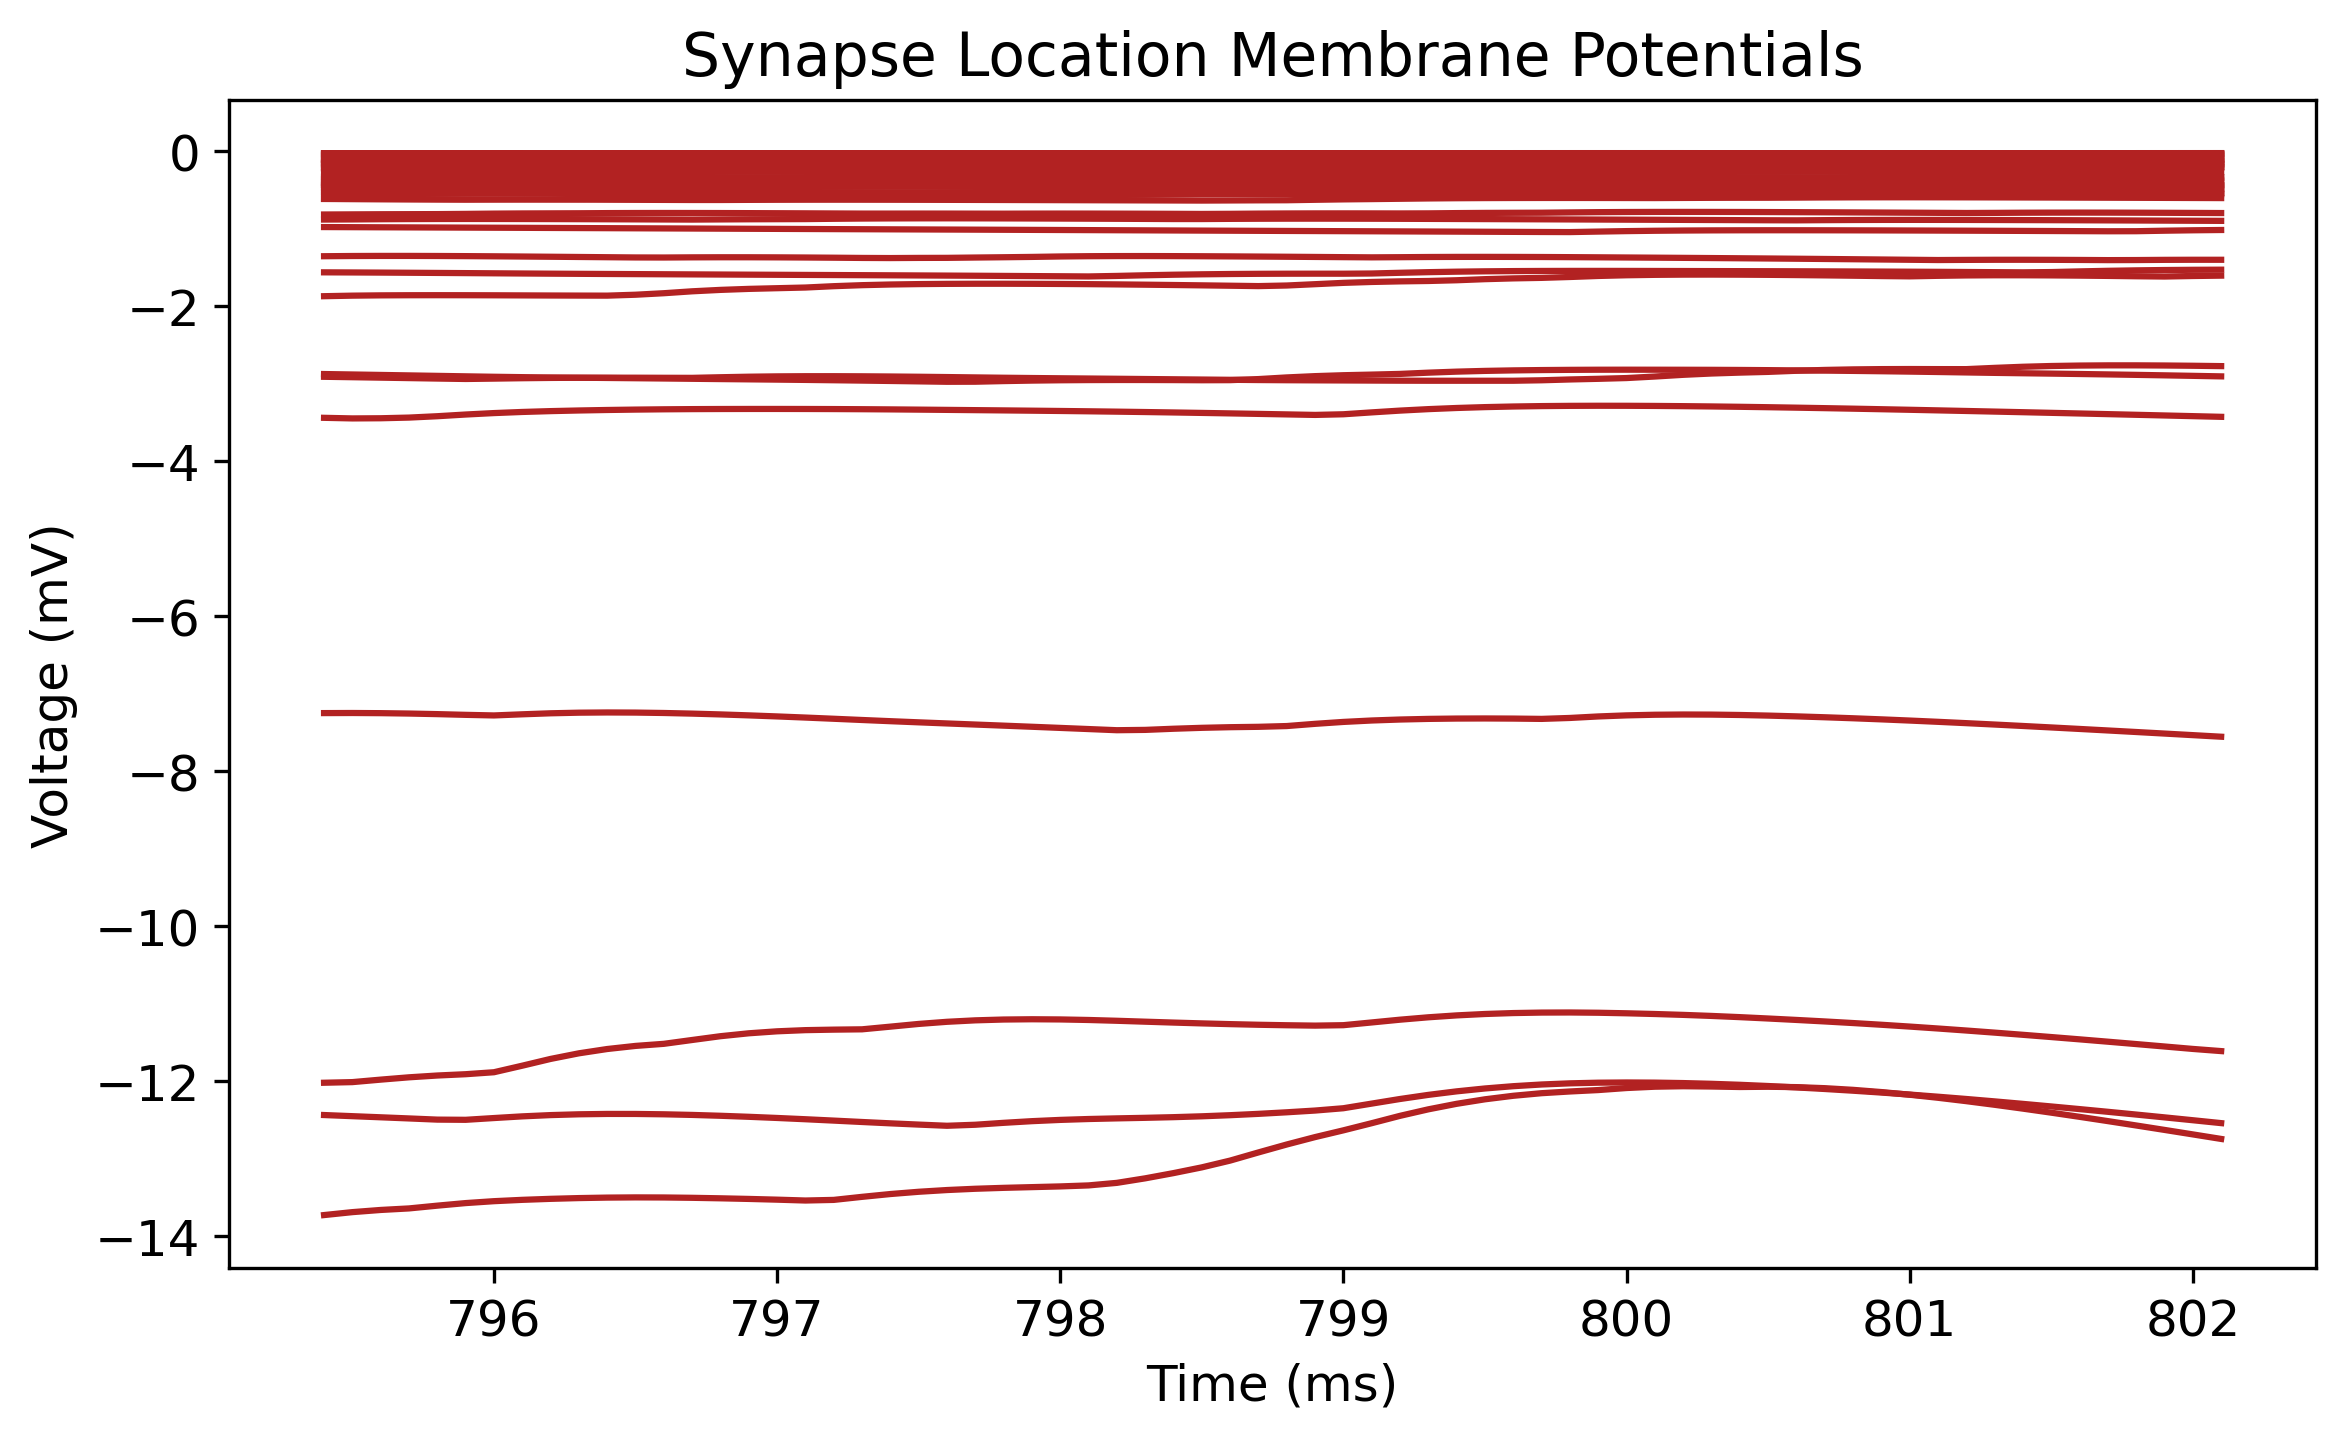 Synapse Location Membrane Potentials
0
−2
−4
−6
−8
−10
−12
−14
Voltage (mV)
796 797 798 799 800 801 802
Time (ms)